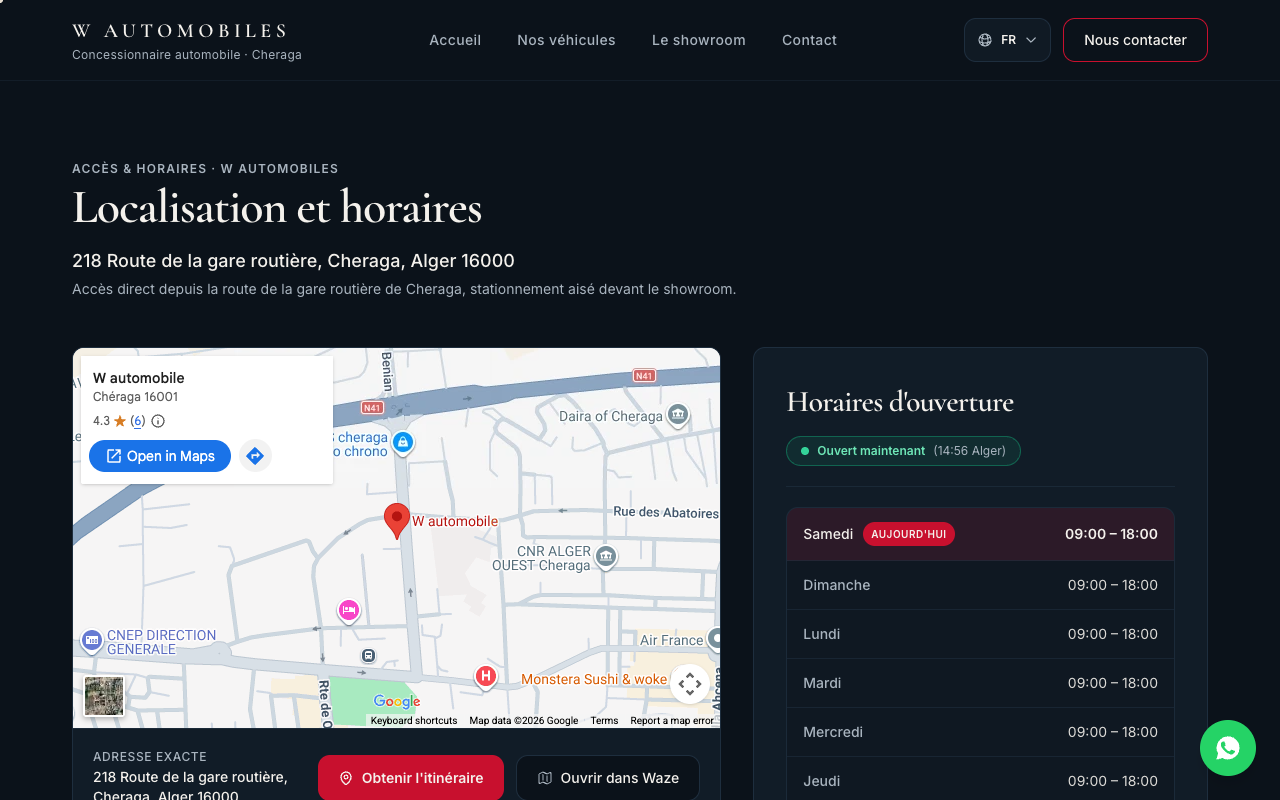 W AUTOMOBILES
Concessionnaire automobile · Cheraga
Accueil
Nos véhicules
Le showroom
Contact
FR
Nous contacter
ACCÈS & HORAIRES · W AUTOMOBILES
Localisation et horaires
218 Route de la gare routière, Cheraga, Alger 16000
Accès direct depuis la route de la gare routière de Cheraga, stationnement aisé devant le showroom.
W automobile
Chéraga 16001
4.3 ★ (6)
Open in Maps
Benian
N41
N41
Daira of Cheraga
cheraga
o chrono
W automobile
Rue des Abatoires
CNR ALGER
OUEST Cheraga
CNEP DIRECTION
GENERALE
Air France
H
Monstera Sushi & woke
Rte de
Google
Keyboard shortcuts
Map data ©2026 Google
Terms
Report a map error
ADRESSE EXACTE
218 Route de la gare routière,
Cheraga, Alger 16000
Obtenir l'itinéraire
Ouvrir dans Waze
Horaires d'ouverture
Ouvert maintenant (14:56 Alger)
Samedi AUJOURD'HUI 09:00 – 18:00
Dimanche 09:00 – 18:00
Lundi 09:00 – 18:00
Mardi 09:00 – 18:00
Mercredi 09:00 – 18:00
Jeudi 09:00 – 18:00